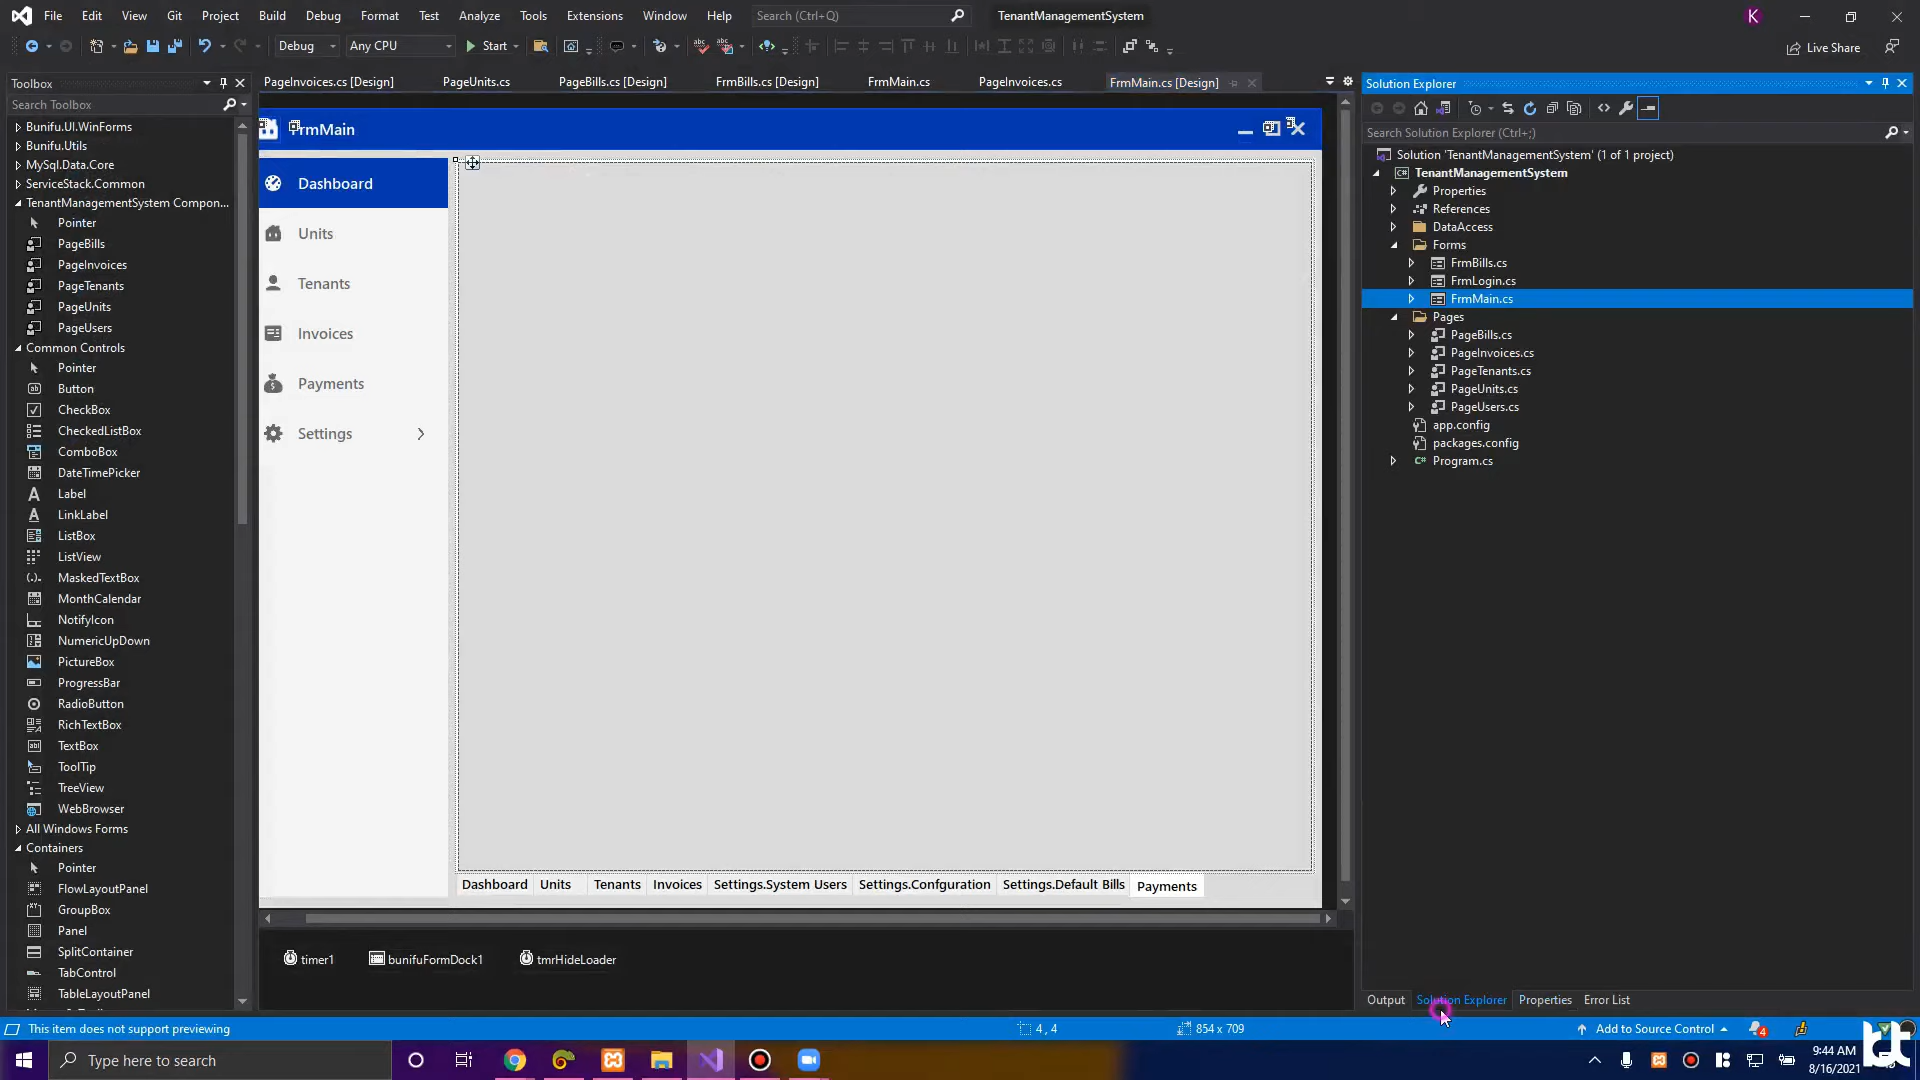 File Edit View Git Project Build Debug Format Test Analyze Tools Extensions Window Help Search (Ctrl+Q) TenantManagementSystem K
Debug Any CPU Start Live Share
Toolbox
Search Toolbox
Bunifu.UI.WinForms
Bunifu.Utils
MySql.Data.Core
ServiceStack.Common
TenantManagementSystem Compon...
Pointer
PageBills
PageInvoices
PageTenants
PageUnits
PageUsers
Common Controls
Pointer
Button
CheckBox
CheckedListBox
ComboBox
DateTimePicker
Label
LinkLabel
ListBox
ListView
MaskedTextBox
MonthCalendar
NotifyIcon
NumericUpDown
PictureBox
ProgressBar
RadioButton
RichTextBox
TextBox
ToolTip
TreeView
WebBrowser
All Windows Forms
Containers
Pointer
FlowLayoutPanel
GroupBox
Panel
SplitContainer
TabControl
TableLayoutPanel
PageInvoices.cs [Design] PageUnits.cs PageBills.cs [Design] FrmBills.cs [Design] FrmMain.cs PageInvoices.cs FrmMain.cs [Design]
FrmMain
Dashboard
Units
Tenants
Invoices
Payments
Settings
Dashboard Units Tenants Invoices Settings.System Users Settings.Confguration Settings.Default Bills Payments
timer1 bunifuFormDock1 tmrHideLoader
Solution Explorer
Search Solution Explorer (Ctrl+;)
Solution 'TenantManagementSystem' (1 of 1 project)
TenantManagementSystem
Properties
References
DataAccess
Forms
FrmBills.cs
FrmLogin.cs
FrmMain.cs
Pages
PageBills.cs
PageInvoices.cs
PageTenants.cs
PageUnits.cs
PageUsers.cs
app.config
packages.config
Program.cs
Output Solution Explorer Properties Error List
This item does not support previewing 4 , 4 854 x 709 Add to Source Control 4
Type here to search
9:44 AM
8/16/2021